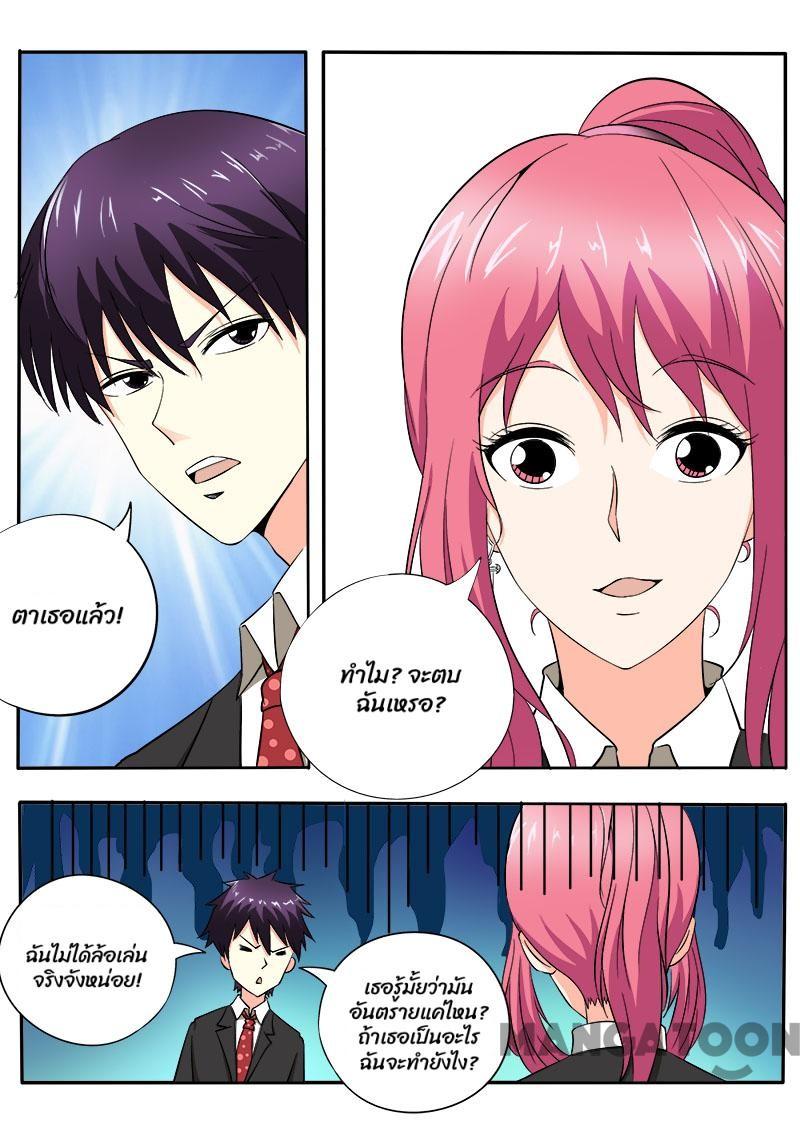 ตาเธอแล้ว!
ทำไม? จะตบ
ฉันเหรอ?
ฉันไม่ได้ล้อเล่น
จริงจังหน่อย!
เธอรู้มั้ยว่ามัน
อันตรายแค่ไหน?
ถ้าเธอเป็นอะไร
ฉันจะทำยังไง?
MANGATOON